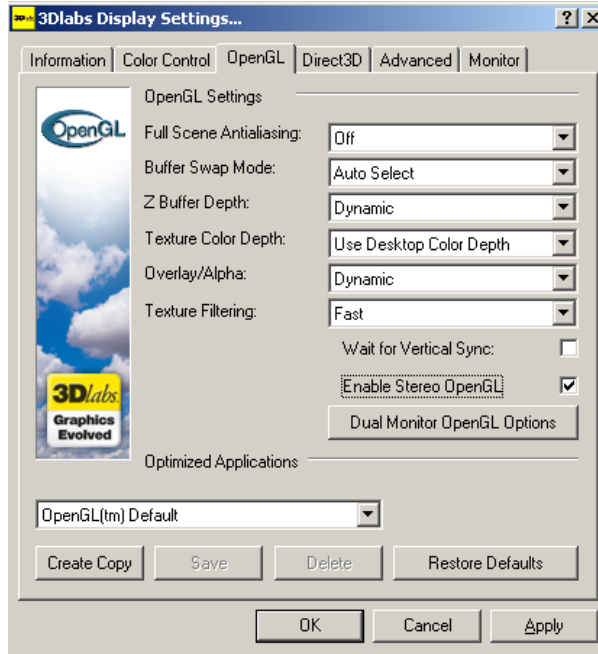 3Dlabs Display Settings...
Information Color Control OpenGL Direct3D Advanced Monitor
OpenGL
OpenGL Settings
Full Scene Antialiasing: Off
Buffer Swap Mode: Auto Select
Z Buffer Depth: Dynamic
Texture Color Depth: Use Desktop Color Depth
Overlay/Alpha: Dynamic
Texture Filtering: Fast
Wait for Vertical Sync:
Enable Stereo OpenGL
Dual Monitor OpenGL Options
3Dlabs
Graphics
Evolved
Optimized Applications
OpenGL(tm) Default
Create Copy Save Delete Restore Defaults
OK Cancel Apply